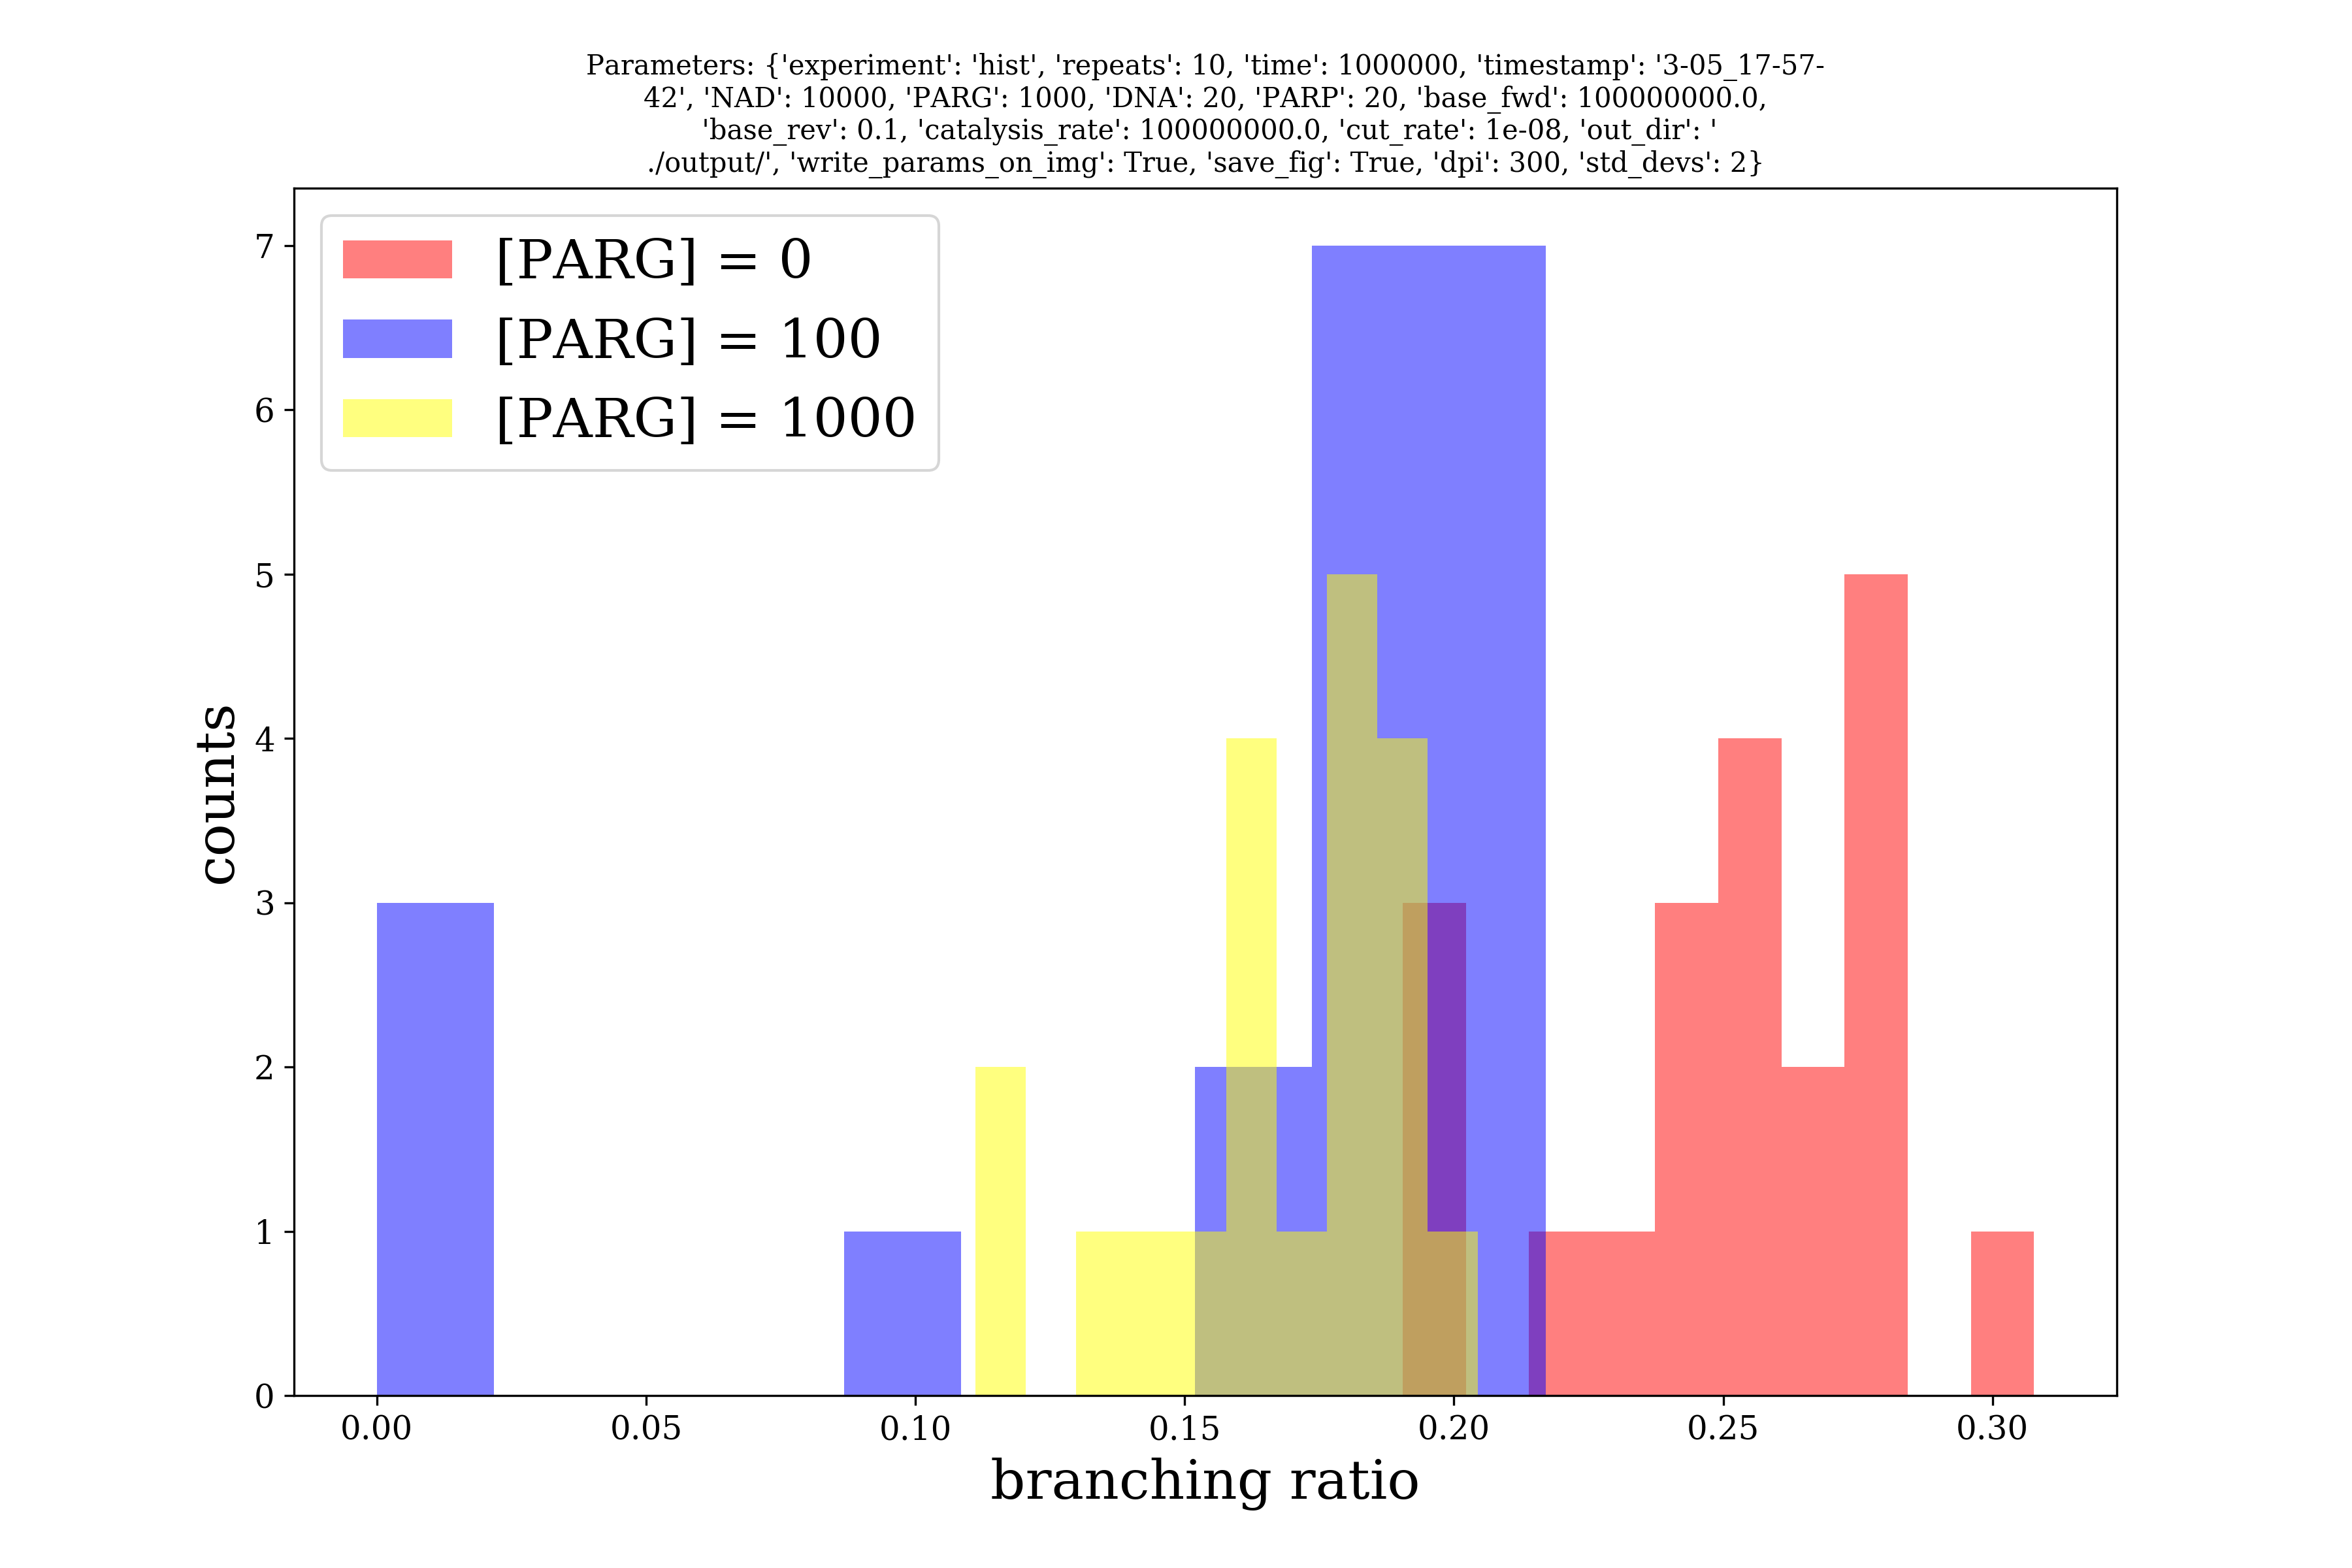 Parameters: {'experiment': 'hist', 'repeats': 10, 'time': 1000000, 'timestamp': '3-05_17-57-
42', 'NAD': 10000, 'PARG': 1000, 'DNA': 20, 'PARP': 20, 'base_fwd': 100000000.0,
'base_rev': 0.1, 'catalysis_rate': 100000000.0, 'cut_rate': 1e-08, 'out_dir': '
./output/', 'write_params_on_img': True, 'save_fig': True, 'dpi': 300, 'std_devs': 2}
[PARG] = 0
[PARG] = 100
[PARG] = 1000
counts
7
6
5
4
3
2
1
0
0.00 0.05 0.10 0.15 0.20 0.25 0.30
branching ratio